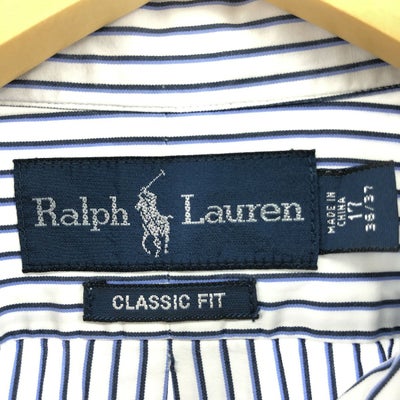 Ralph Lauren
MADE IN
CHINA
17
36/37
CLASSIC FIT